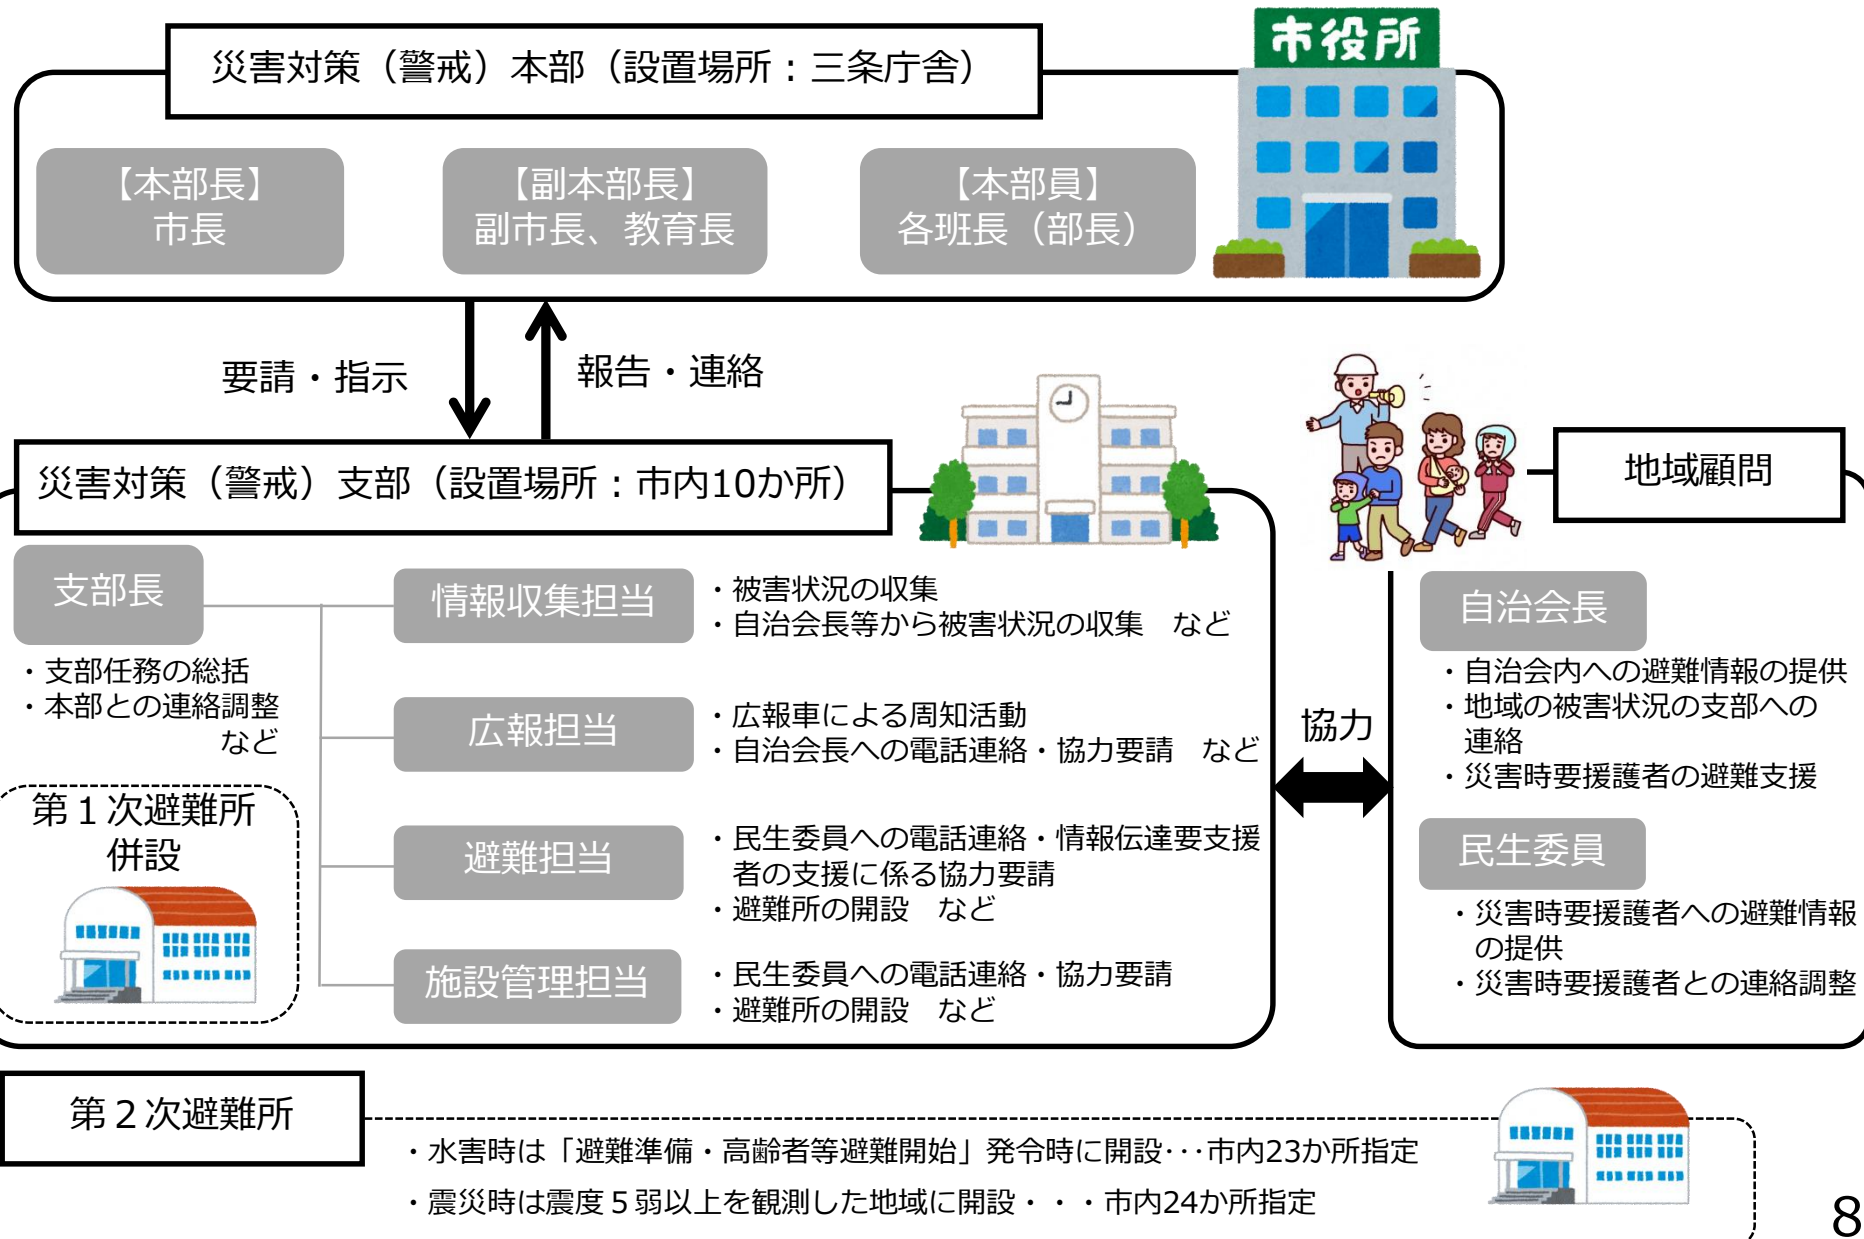 災害対策（警戒）本部（設置場所：三条庁舎）
市役所
【本部長】
市長
【副本部長】
副市長、教育長
【本部員】
各班長（部長）
要請・指示
報告・連絡
災害対策（警戒）支部（設置場所：市内10か所）
支部長
・支部任務の総括
・本部との連絡調整
など
第１次避難所
併設
情報収集担当
・被害状況の収集
・自治会長等から被害状況の収集　など
広報担当
・広報車による周知活動
・自治会長への電話連絡・協力要請　など
避難担当
・民生委員への電話連絡・情報伝達要支援
者の支援に係る協力要請
・避難所の開設　など
施設管理担当
・民生委員への電話連絡・協力要請
・避難所の開設　など
協力
地域顧問
自治会長
・自治会内への避難情報の提供
・地域の被害状況の支部への
連絡
・災害時要援護者の避難支援
民生委員
・災害時要援護者への避難情報
の提供
・災害時要援護者との連絡調整
第２次避難所
・水害時は「避難準備・高齢者等避難開始」発令時に開設･･･市内23か所指定
・震災時は震度５弱以上を観測した地域に開設・・・市内24か所指定
8